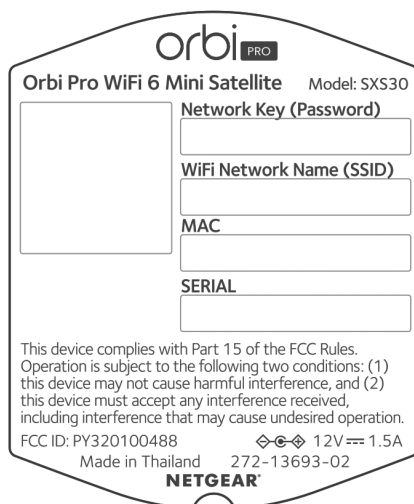 orbi PRO
Orbi Pro WiFi 6 Mini Satellite Model: SXS30
Network Key (Password)
WiFi Network Name (SSID)
MAC
SERIAL
This device complies with Part 15 of the FCC Rules.
Operation is subject to the following two conditions: (1)
this device may not cause harmful interference, and (2)
this device must accept any interference received,
including interference that may cause undesired operation.
FCC ID: PY320100488 12V 1.5A
Made in Thailand 272-13693-02
NETGEAR®